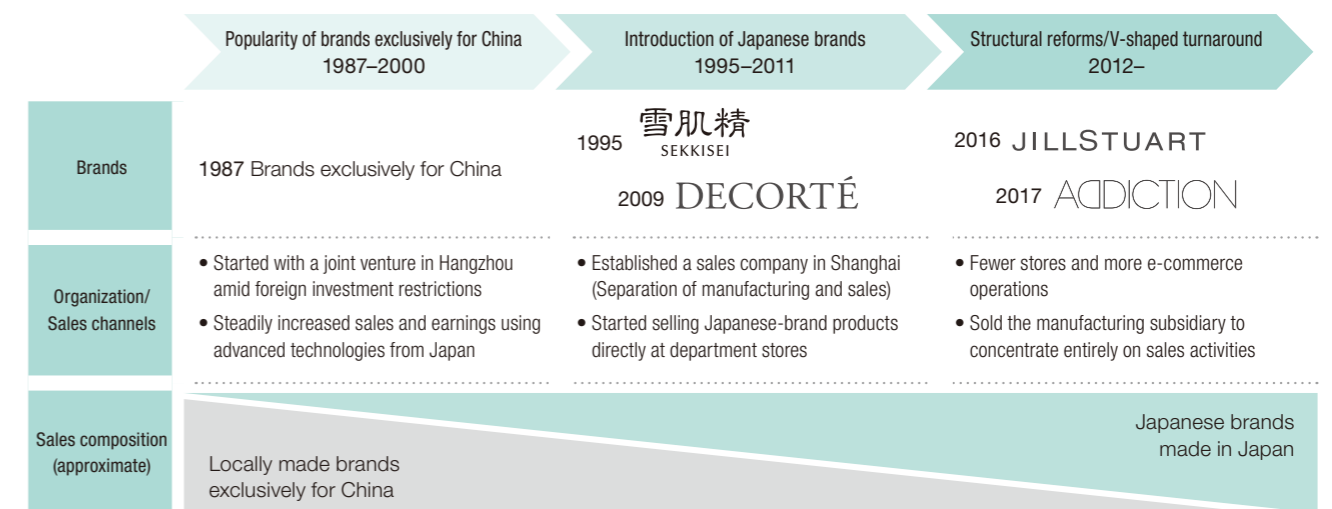 Popularity of brands exclusively for China
1987–2000
Introduction of Japanese brands
1995–2011
Structural reforms/V-shaped turnaround
2012–
Brands
1987 Brands exclusively for China
1995 雪肌精
SEKKISEI
2009 DECORTÉ
2016 JILLSTUART
2017 ADDICTION
Organization/
Sales channels
• Started with a joint venture in Hangzhou
amid foreign investment restrictions
• Steadily increased sales and earnings using
advanced technologies from Japan
• Established a sales company in Shanghai
(Separation of manufacturing and sales)
• Started selling Japanese-brand products
directly at department stores
• Fewer stores and more e-commerce
operations
• Sold the manufacturing subsidiary to
concentrate entirely on sales activities
Sales composition
(approximate)
Locally made brands
exclusively for China
Japanese brands
made in Japan